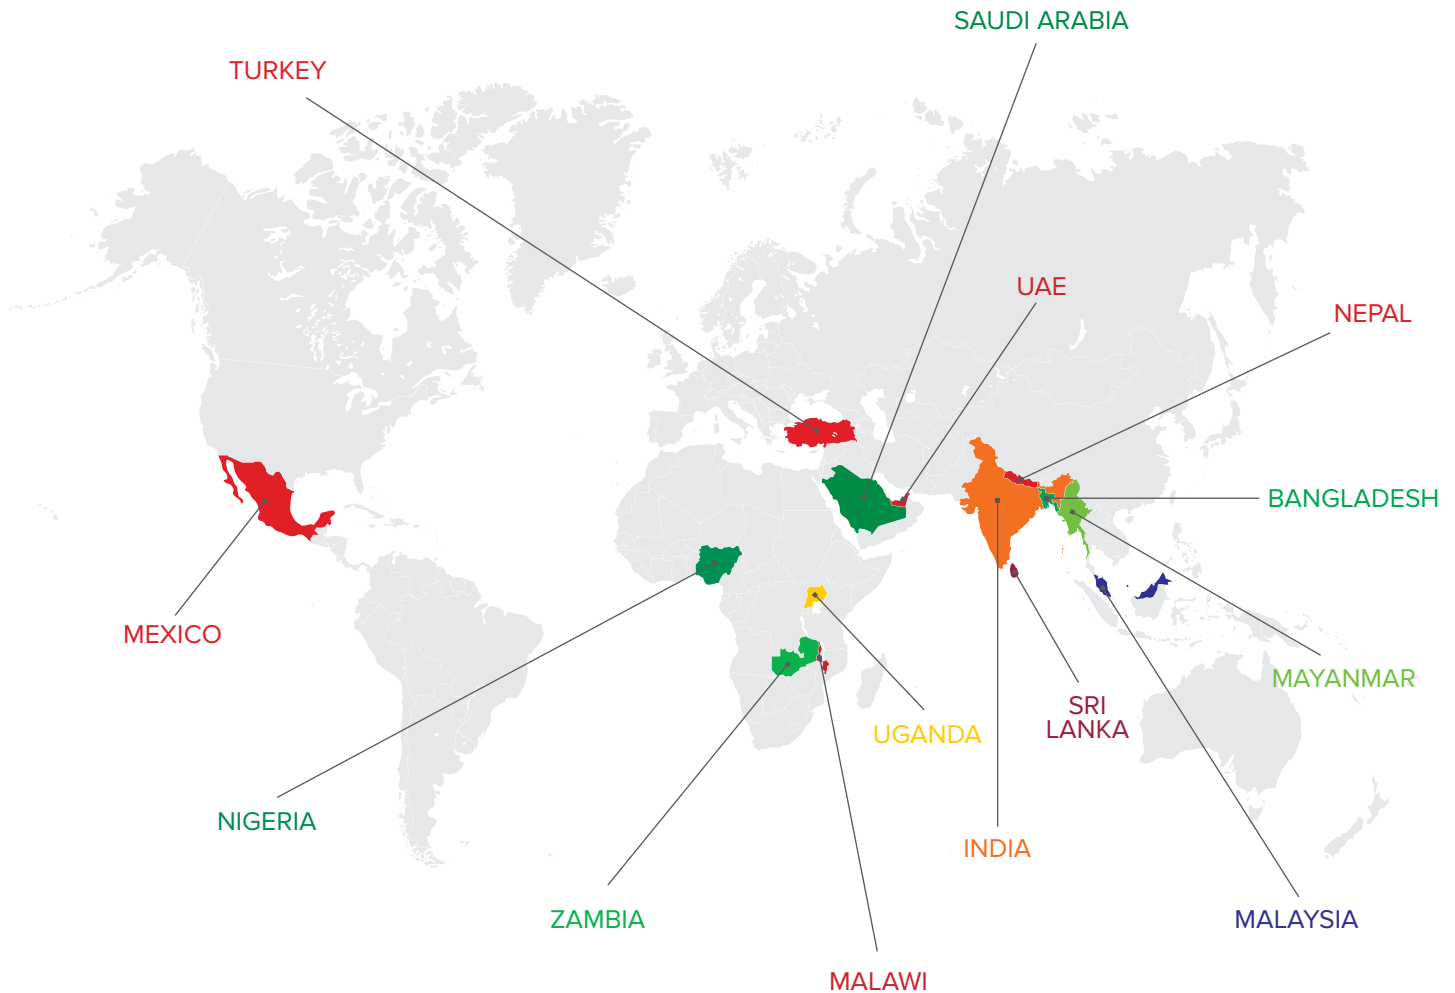 SAUDI ARABIA
TURKEY
UAE
NEPAL
BANGLADESH
MEXICO
MAYANMAR
SRI
LANKA
UGANDA
NIGERIA
INDIA
ZAMBIA
MALAYSIA
MALAWI